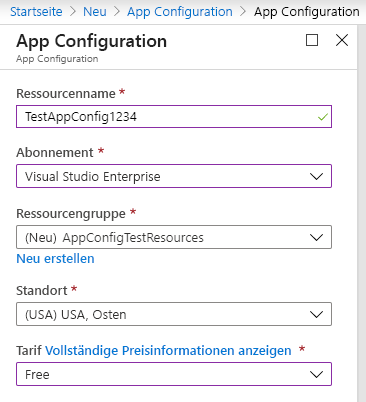 Startseite > Neu > App Configuration > App Configuration
App Configuration
App Configuration
Ressourcenname *
TestAppConfig1234
Abonnement *
Visual Studio Enterprise
Ressourcengruppe *
(Neu) AppConfigTestResources
Neu erstellen
Standort *
(USA) USA, Osten
Tarif Vollständige Preisinformationen anzeigen *
Free